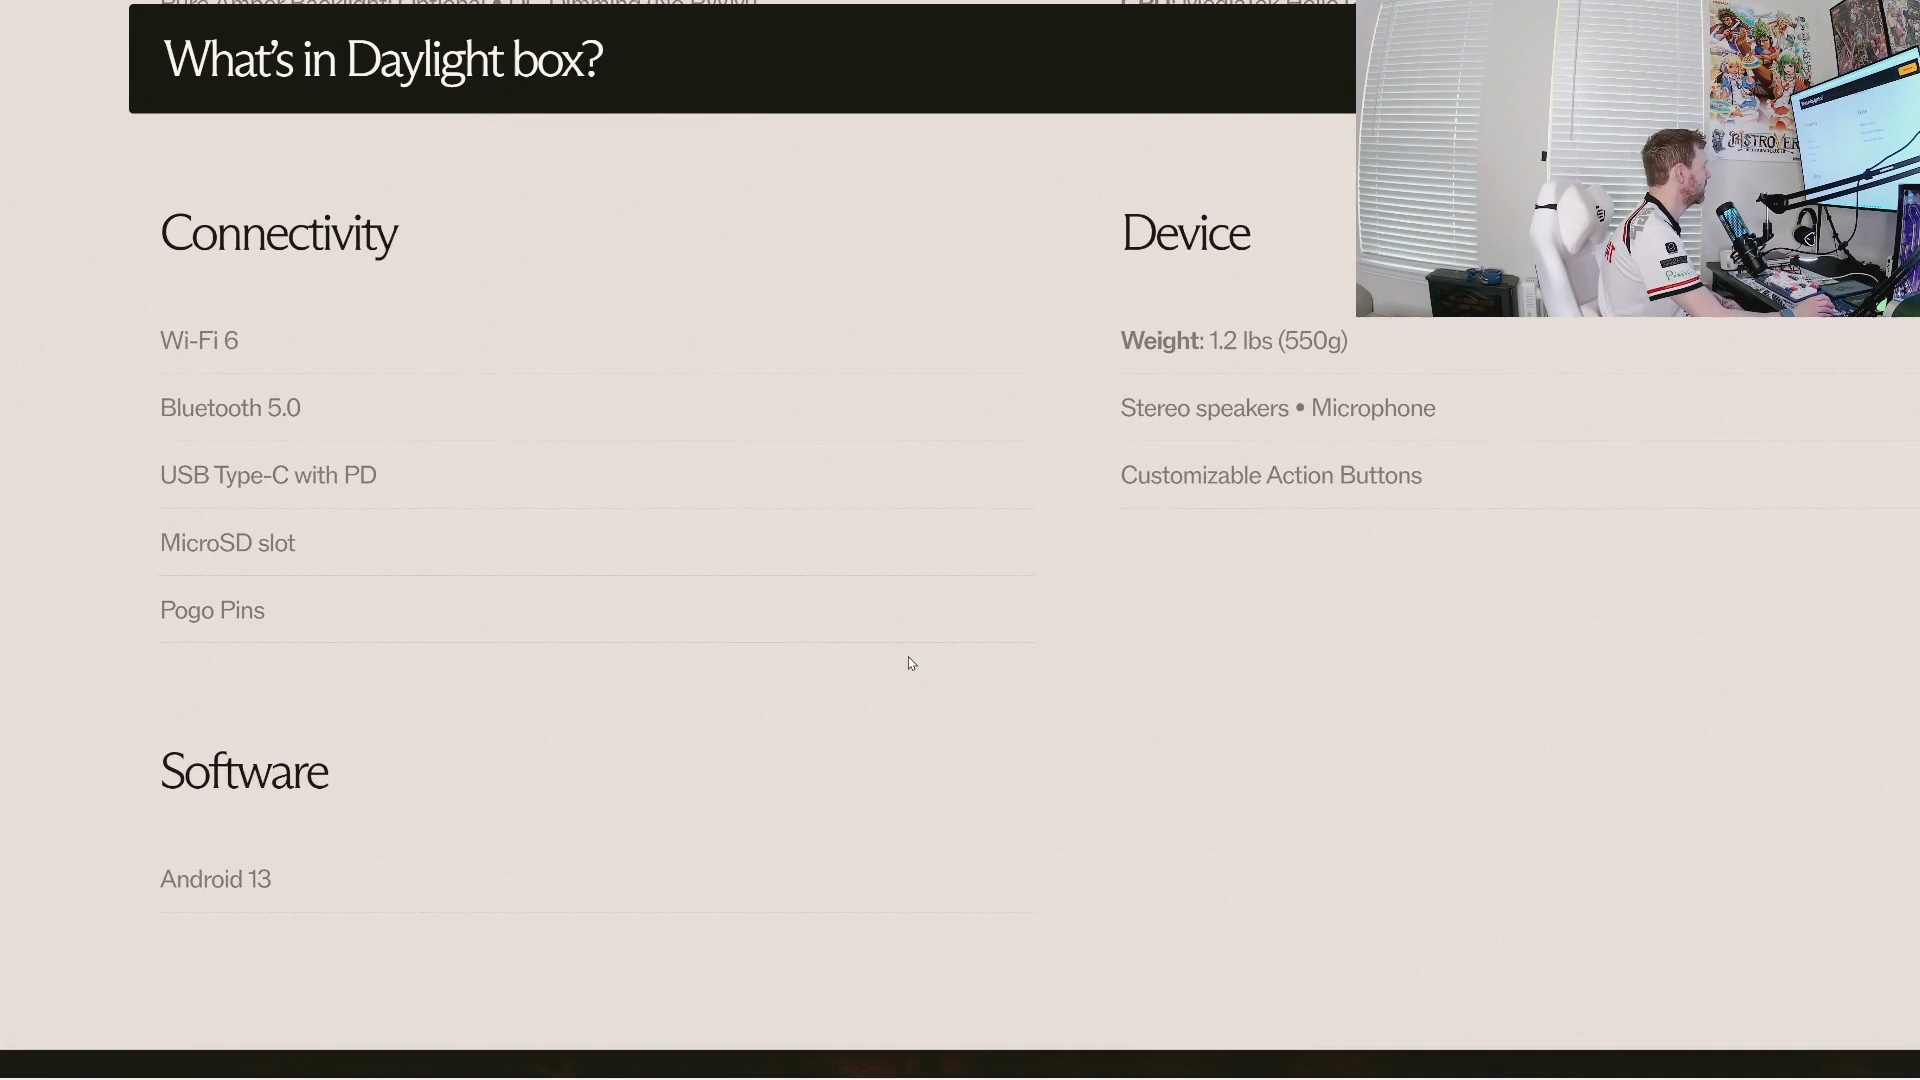 What's in Daylight box?
Connectivity
Wi-Fi 6
Bluetooth 5.0
USB Type-C with PD
MicroSD slot
Pogo Pins
Software
Android 13
Device
Weight: 1.2 lbs (550g)
Stereo speakers • Microphone
Customizable Action Buttons